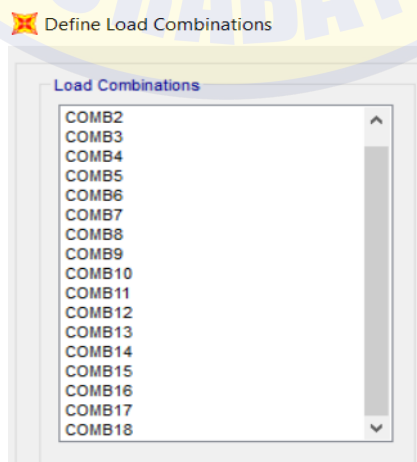 Define Load Combinations
Load Combinations
COMB2
COMB3
COMB4
COMB5
COMB6
COMB7
COMB8
COMB9
COMB10
COMB11
COMB12
COMB13
COMB14
COMB15
COMB16
COMB17
COMB18